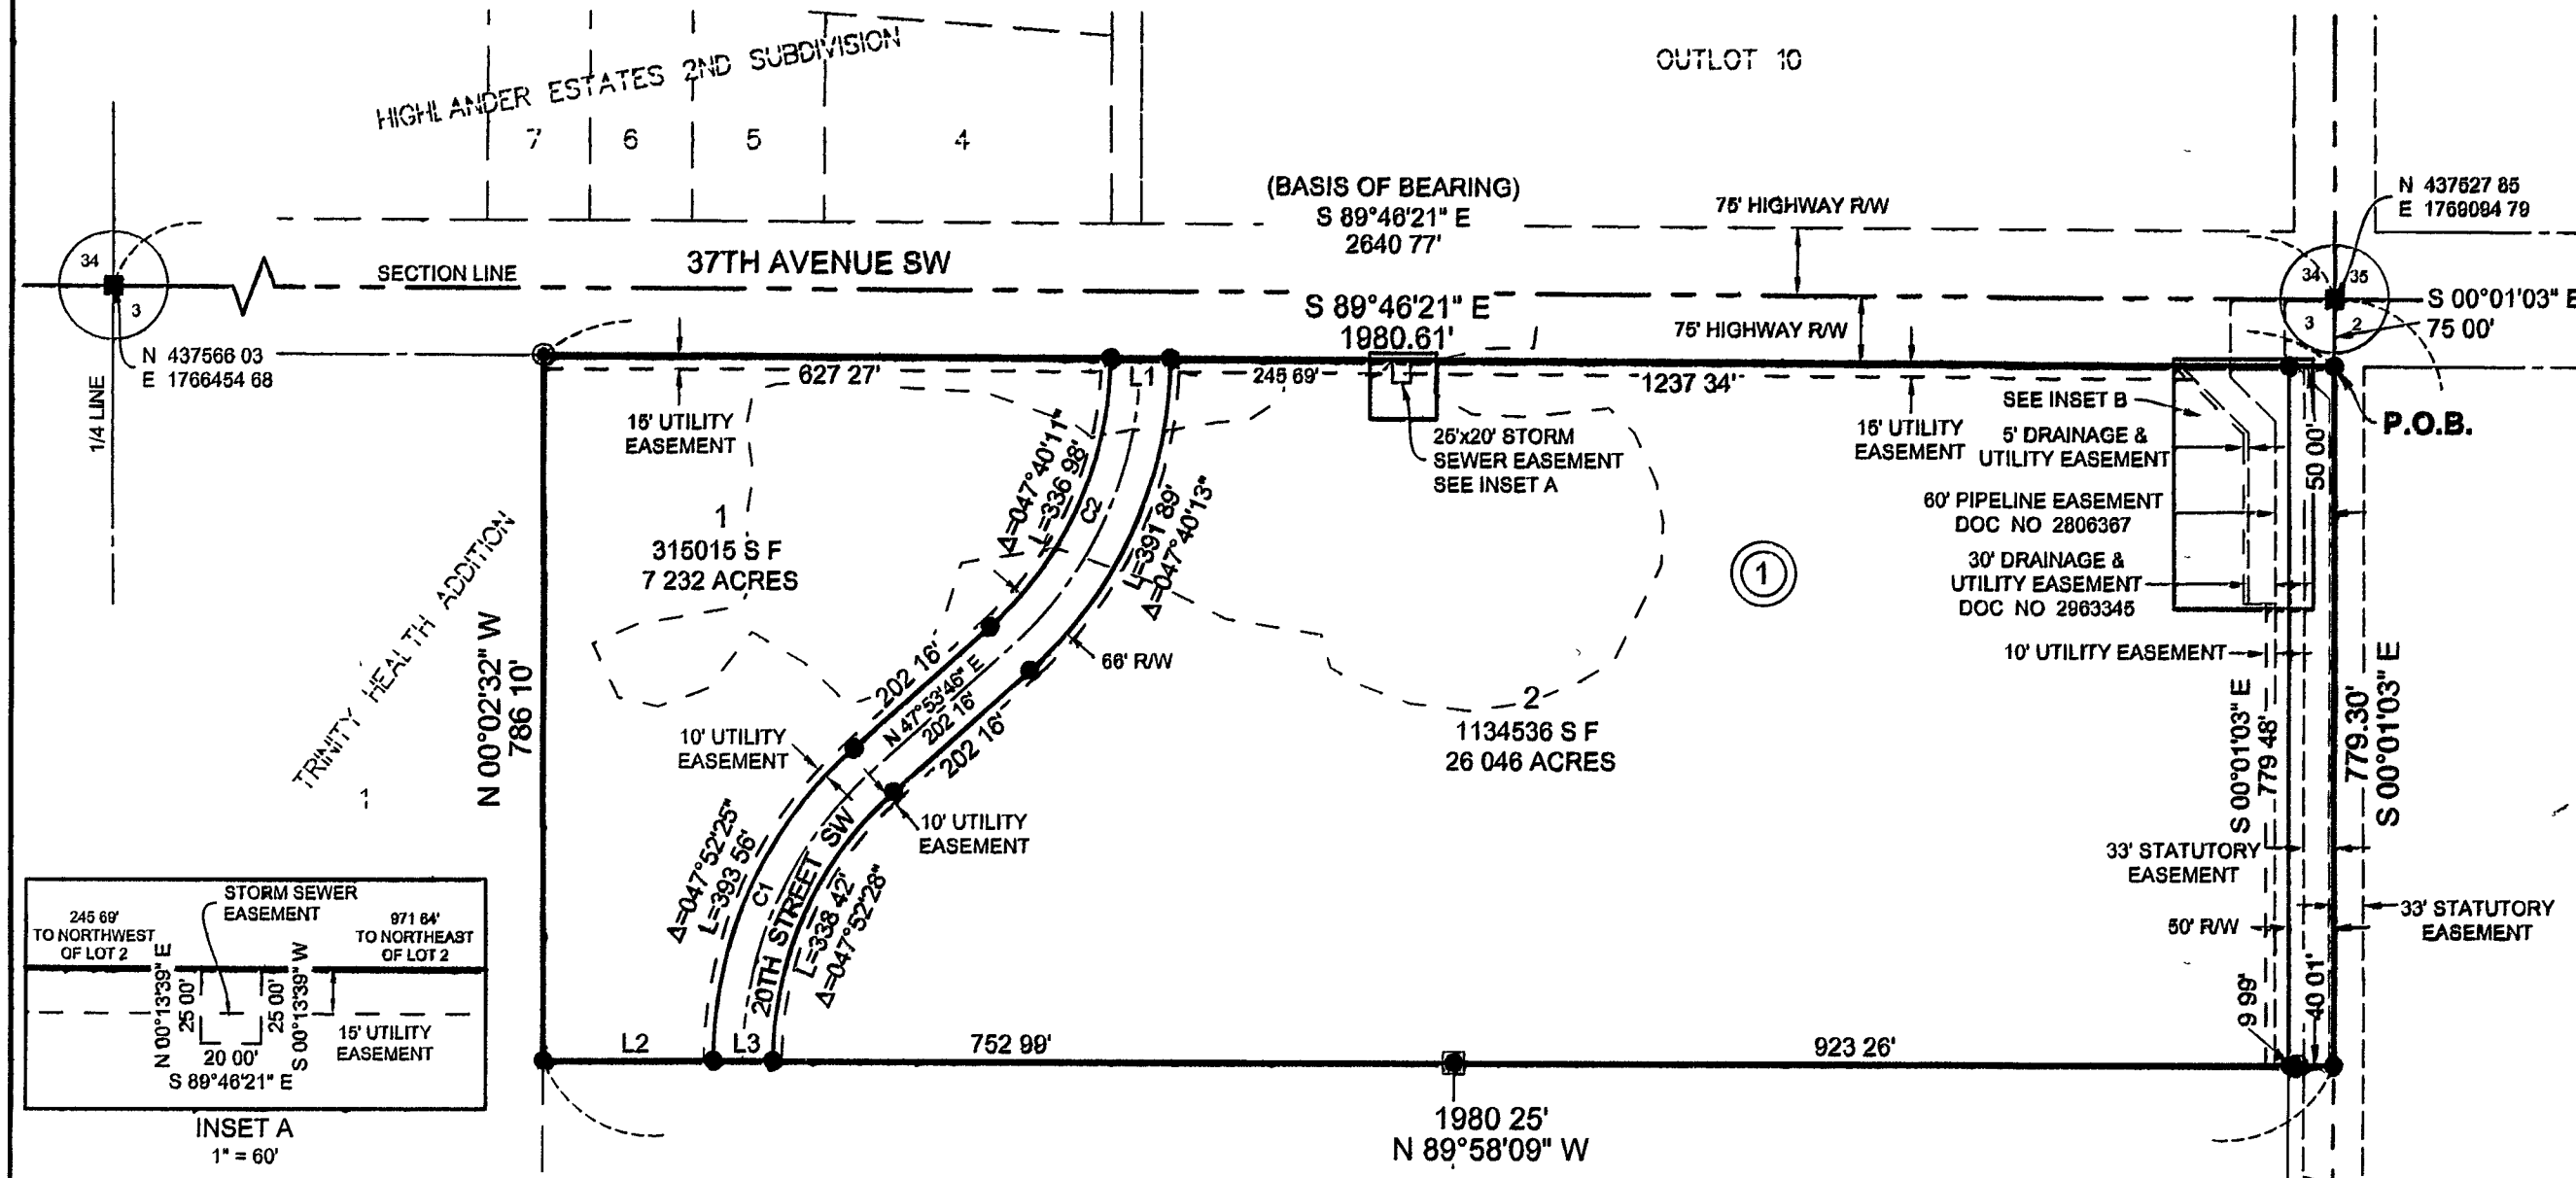 HIGHLANDER ESTATES 2ND SUBDIVISION
7
6
5
4
OUTLOT 10
(BASIS OF BEARING)
S 89°46'21" E
2640 77'
75' HIGHWAY R/W
N 437527 85
E 1769094 79
34
3
SECTION LINE
37TH AVENUE SW
S 89°46'21" E
1980.61'
75' HIGHWAY R/W
34
35
3
2
S 00°01'03" E
75 00'
N 437566 03
E 1766454 68
1/4 LINE
627 27'
L1
245 69'
1237 34'
15' UTILITY
EASEMENT
25'x20' STORM
SEWER EASEMENT
SEE INSET A
15' UTILITY
EASEMENT
SEE INSET B
5' DRAINAGE &
UTILITY EASEMENT
50 00'
P.O.B.
60' PIPELINE EASEMENT
DOC NO 2806367
30' DRAINAGE &
UTILITY EASEMENT
DOC NO 2963345
10' UTILITY EASEMENT
Δ=047°40'11"
L=336 98'
C2
L=391 89'
Δ=047°40'13"
1
315015 S F
7 232 ACRES
1
TRINITY HEALTH ADDITION
1
N 00°02'32" W
786 10'
202 16'
N 47°53'46" E
202 16'
202 16'
66' R/W
10' UTILITY
EASEMENT
2
1134536 S F
26 046 ACRES
S 00°01'03" E
779 48'
779.30'
S 00°01'03" E
10' UTILITY
EASEMENT
Δ=047°52'25"
L=393 56'
C1
20TH STREET SW
L=338 42'
Δ=047°52'28"
33' STATUTORY
EASEMENT
50' R/W
33' STATUTORY
EASEMENT
9 99'
40 01'
L2
L3
752 99'
923 26'
1980 25'
N 89°58'09" W
STORM SEWER
EASEMENT
245 69'
TO NORTHWEST
OF LOT 2
971 64'
TO NORTHEAST
OF LOT 2
N 00°13'39" E
25 00'
25 00'
S 00°13'39" W
20 00'
S 89°46'21" E
15' UTILITY
EASEMENT
INSET A
1" = 60'